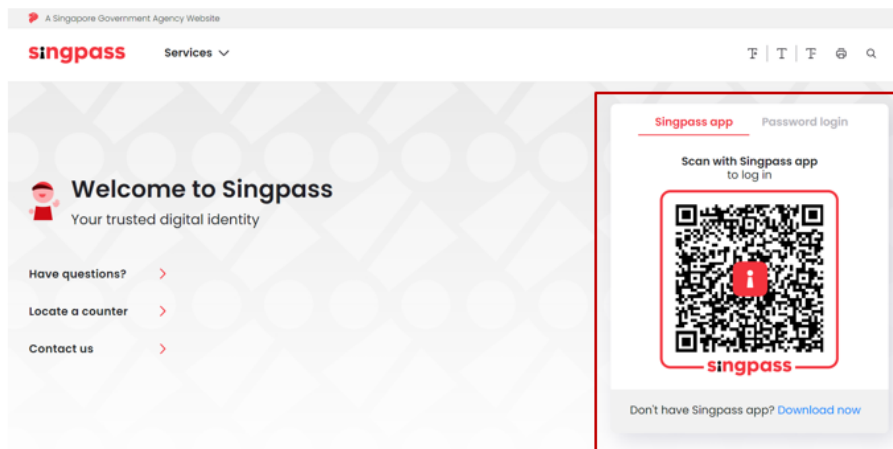 A Singapore Government Agency Website
singpass
Services
T T T
Singpass app
Password login
Scan with Singpass app
to log in
Welcome to Singpass
Your trusted digital identity
Have questions?
Locate a counter
Contact us
singpass
Don't have Singpass app? Download now